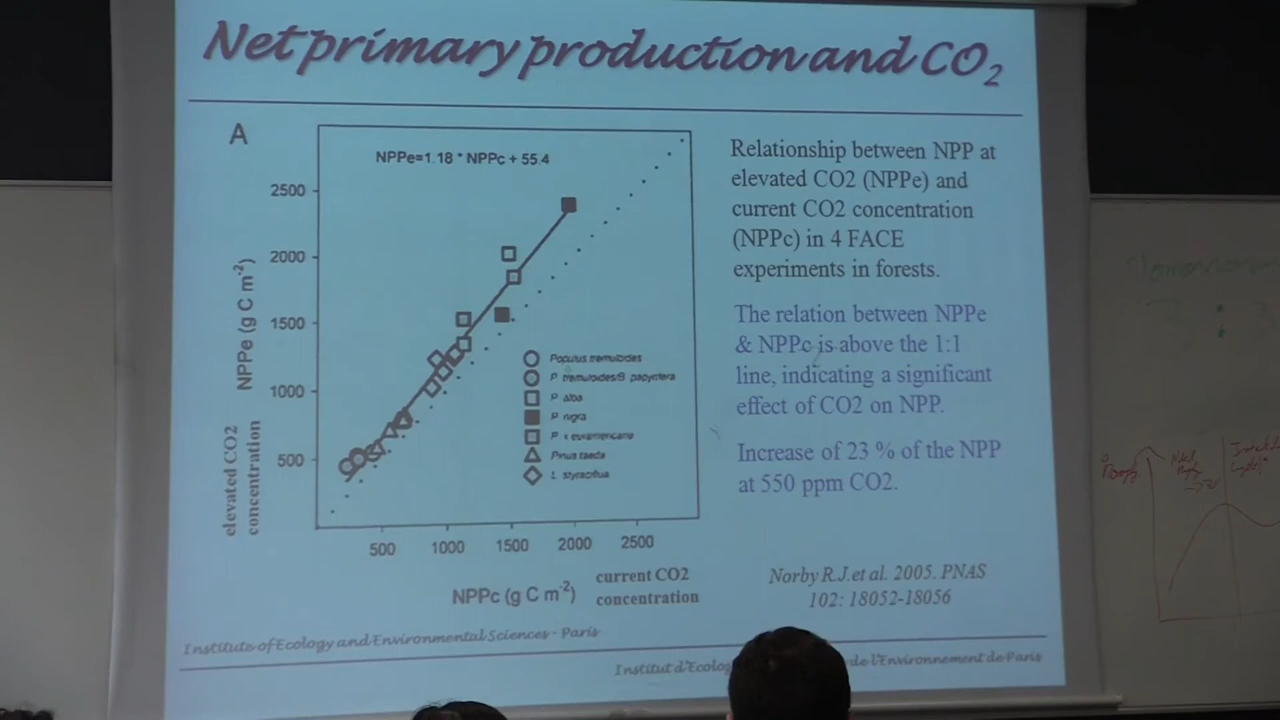 Net primary production and CO2
A
NPPe=1.18 * NPPc + 55.4
2500
2000
1500
1000
500
NPPe (g C m-2)
elevated CO2
concentration
Populus tremuloides
P. tremuloides/B. papyrifera
P. alba
P. nigra
P. x euramericana
Pinus taeda
L. styraciflua
500 1000 1500 2000 2500
NPPc (g C m-2)
current CO2
concentration
Relationship between NPP at
elevated CO2 (NPPe) and
current CO2 concentration
(NPPc) in 4 FACE
experiments in forests.
The relation between NPPe
& NPPc is above the 1:1
line, indicating a significant
effect of CO2 on NPP.
Increase of 23 % of the NPP
at 550 ppm CO2.
Norby R.J.et al. 2005. PNAS
102: 18052-18056
Institute of Ecology and Environmental Sciences - Paris
Institut d'Ecolog de l'Environnement de Paris